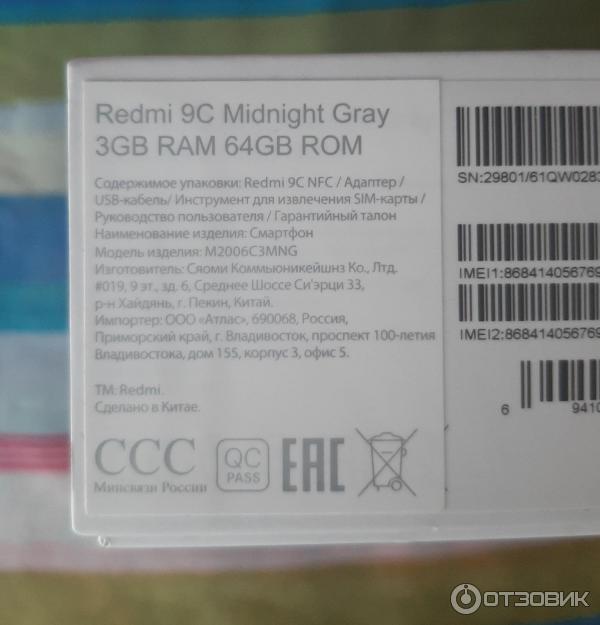 Redmi 9C Midnight Gray
3GB RAM 64GB ROM
Содержимое упаковки: Redmi 9C NFC / Адаптер /
USB-кабель/ Инструмент для извлечения SIM-карты /
Руководство пользователя / Гарантийный талон
Наименование изделия: Смартфон
Модель изделия: M2006C3MNG
Изготовитель: Сяоми Коммьюникейшнз Ко., Лтд.
#019, 9 эт., зд. 6, Среднее Шоссе Си'эрци 33,
р-н Хайдянь, г. Пекин, Китай.
Импортер: ООО «Атлас», 690068, Россия,
Приморский край, г. Владивосток, проспект 100-летия
Владивостока, дом 155, корпус 3, офис 5.
ТМ: Redmi.
Сделано в Китае.
ССС
Минсвязи России
QC
PASS
EAC
SN:29801/61QW0283
IMEI1:868414056769
IMEI2:868414056769
6 9410
ОТЗОВИК